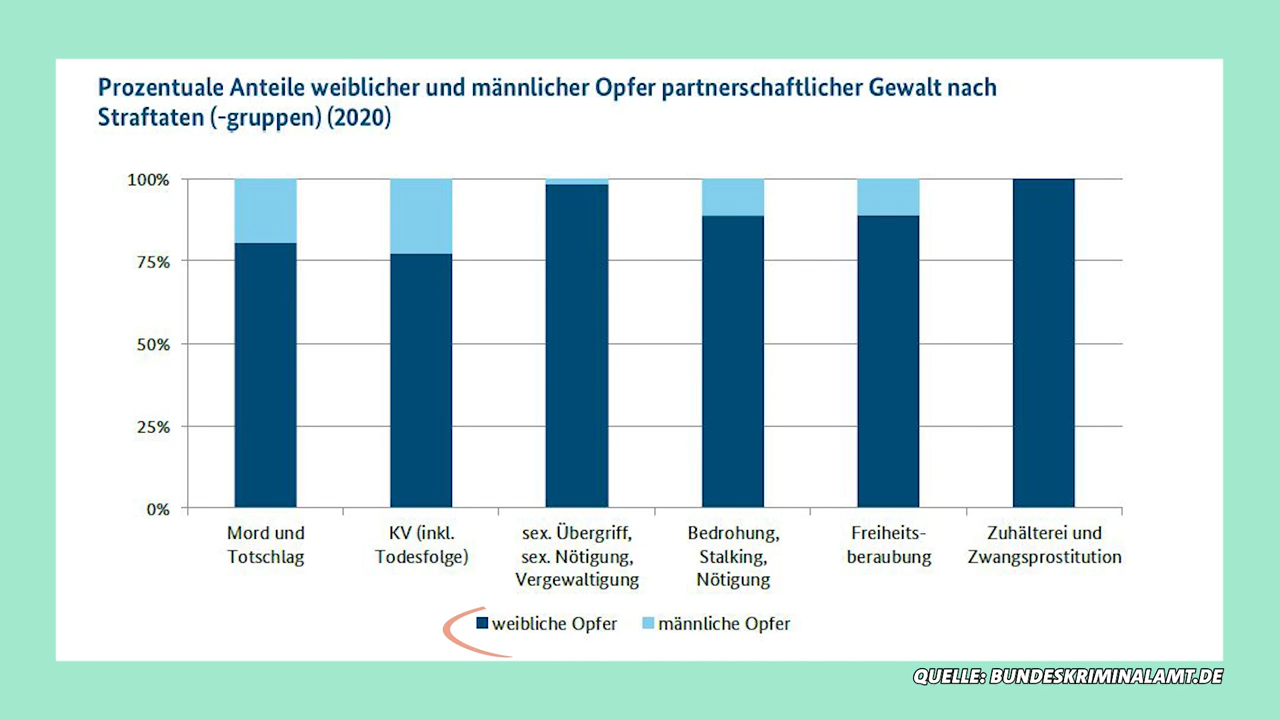 Prozentuale Anteile weiblicher und männlicher Opfer partnerschaftlicher Gewalt nach
Straftaten (-gruppen) (2020)
100%
75%
50%
25%
0%
Mord und
Totschlag
KV (inkl.
Todesfolge)
sex. Übergriff,
sex. Nötigung,
Vergewaltigung
Bedrohung,
Stalking,
Nötigung
Freiheits-
beraubung
Zuhälterei und
Zwangsprostitution
weibliche Opfer
männliche Opfer
QUELLE: BUNDESKRIMINALAMT.DE